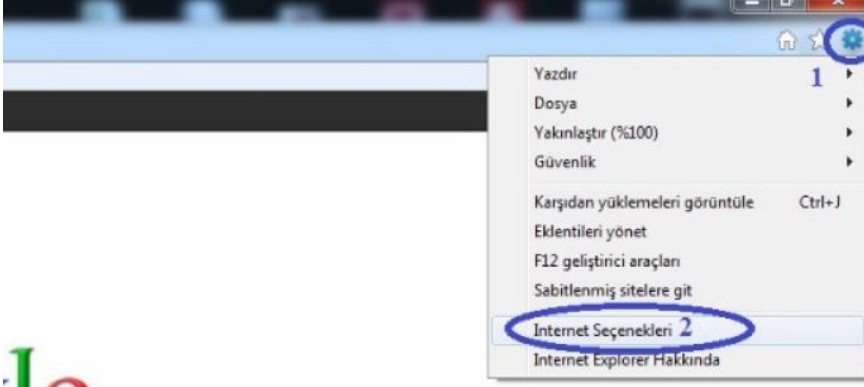 1
Yazdır
Dosya
Yakınlaştır (%100)
Güvenlik
Karşıdan yüklemeleri görüntüle Ctrl+J
Eklentileri yönet
F12 geliştirici araçları
Sabitlenmiş sitelere git
Internet Seçenekleri 2
Internet Explorer Hakkında